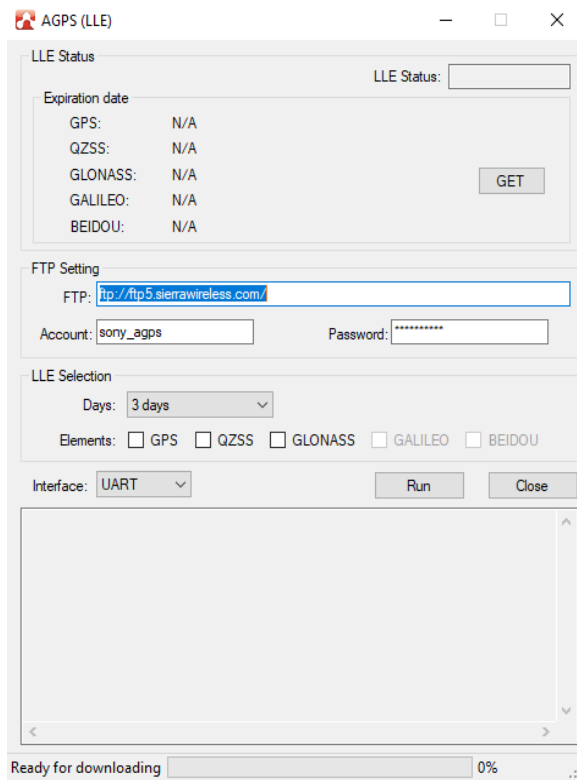 AGPS (LLE)
LLE Status
LLE Status:
Expiration date
GPS: N/A
QZSS: N/A
GLONASS: N/A
GALILEO: N/A
BEIDOU: N/A
GET
FTP Setting
FTP: ftp://ftp5.sierrawireless.com/
Account: sony_agps Password: **********
LLE Selection
Days: 3 days
Elements: GPS QZSS GLONASS GALILEO BEIDOU
Interface: UART Run Close
Ready for downloading 0%